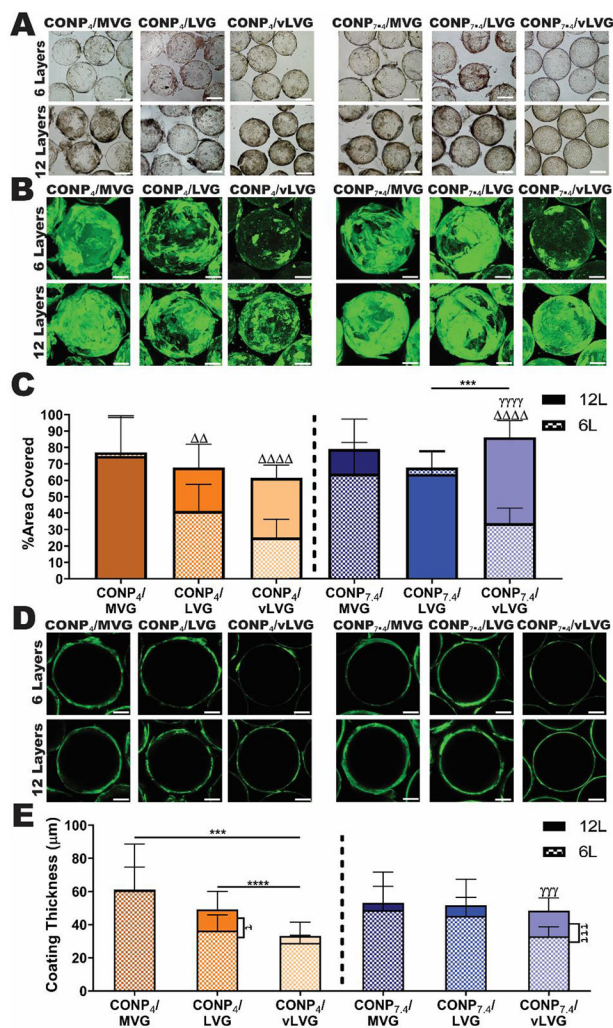 A
CONP₄/MVG CONP₄/LVG CONP₄/vLVG CONP₇•₄/MVG CONP₇•₄/LVG CONP₇•₄/vLVG
6 Layers
12 Layers
B
CONP₄/MVG CONP₄/LVG CONP₄/vLVG CONP₇•₄/MVG CONP₇•₄/LVG CONP₇•₄/vLVG
6 Layers
12 Layers
C
%Area Covered
100
90
80
70
60
50
40
30
20
10
0
ΔΔ
ΔΔΔΔ
***
γγγγ
ΔΔΔΔ
12L
6L
CONP₄/ MVG
CONP₄/ LVG
CONP₄/ vLVG
CONP₇.₄/ MVG
CONP₇.₄/ LVG
CONP₇.₄/ vLVG
D
CONP₄/MVG CONP₄/LVG CONP₄/vLVG CONP₇•₄/MVG CONP₇•₄/LVG CONP₇•₄/vLVG
6 Layers
12 Layers
E
Coating Thickness (μm)
100
80
60
40
20
0
***
****
γγγ
12L
6L
CONP₄/ MVG
CONP₄/ LVG
CONP₄/ vLVG
CONP₇.₄/ MVG
CONP₇.₄/ LVG
CONP₇.₄/ vLVG